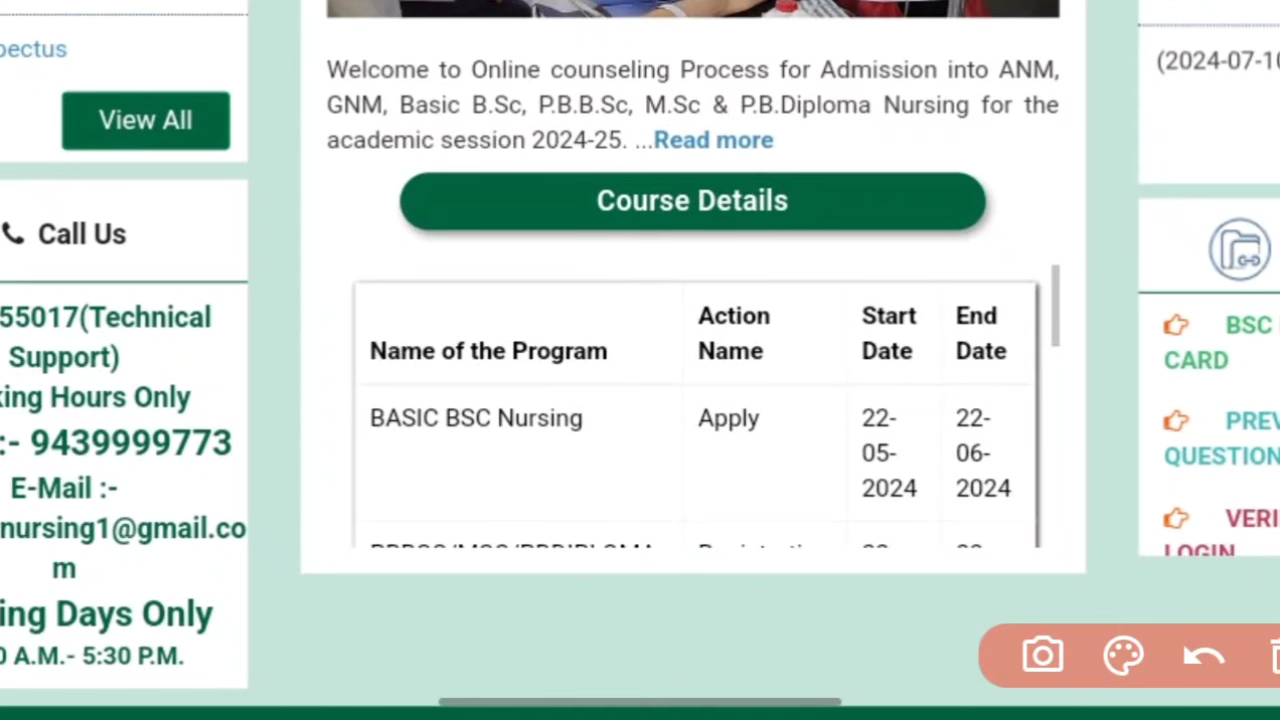 pectus
View All
Call Us
55017(Technical
Support)
king Hours Only
:- 9439999773
E-Mail :-
nursing1@gmail.co
m
ing Days Only
0 A.M.- 5:30 P.M.
Welcome to Online counseling Process for Admission into ANM,
GNM, Basic B.Sc, P.B.B.Sc, M.Sc & P.B.Diploma Nursing for the
academic session 2024-25. ...Read more
Course Details
Name of the Program
Action
Name
Start
Date
End
Date
BASIC BSC Nursing
Apply
22-
05-
2024
22-
06-
2024
(2024-07-10
BSC
CARD
PREV
QUESTION
VERI
LOGIN